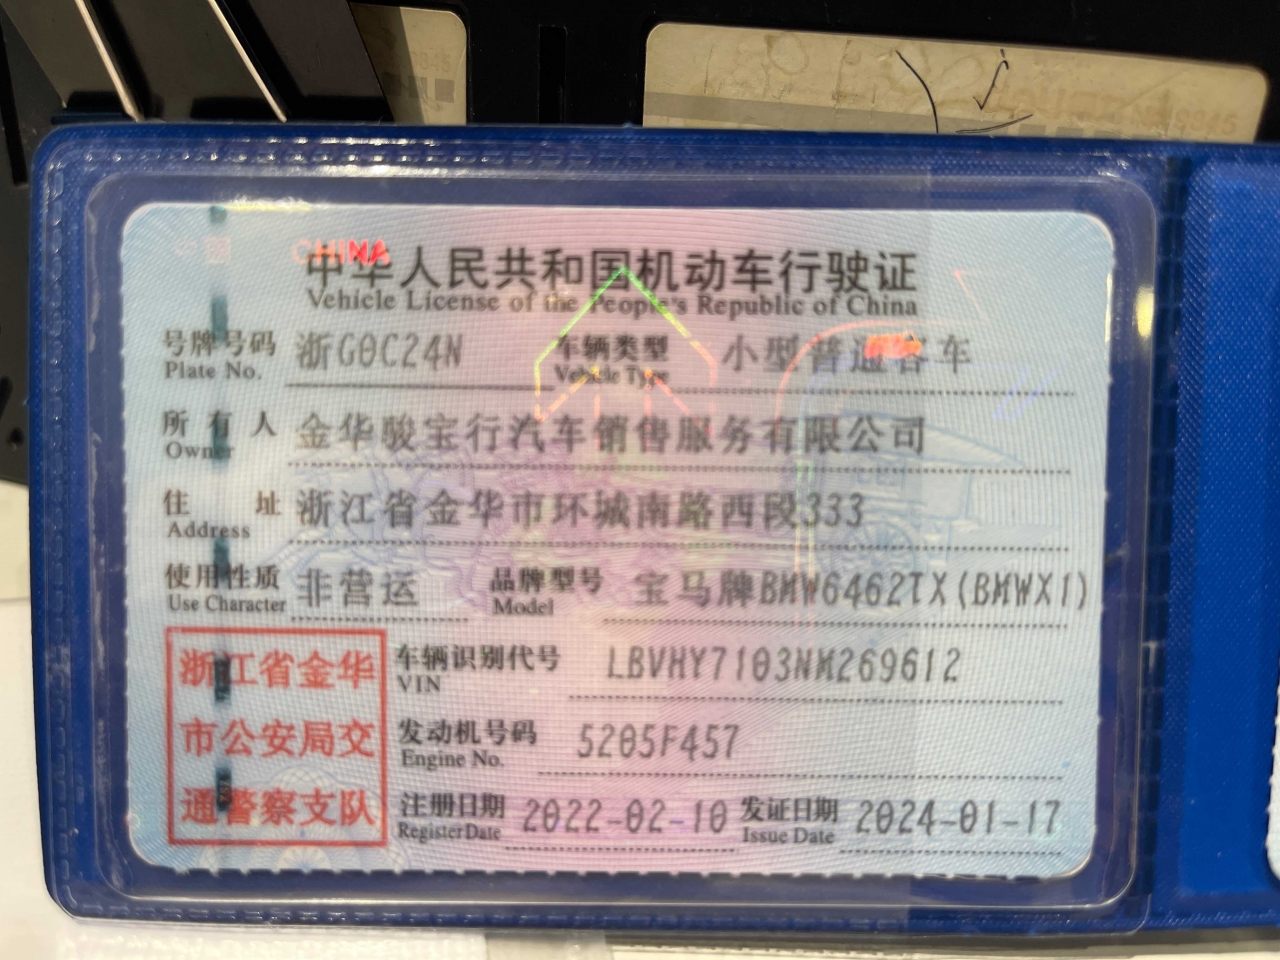 CHINA
中华人民共和国机动车行驶证
Vehicle License of the People's Republic of China
号牌号码 浙G0C24N 车辆类型 小型普通客车
Plate No. Vehicle Type
所有人 金华骏宝行汽车销售服务有限公司
Owner
住址 浙江省金华市环城南路西段333
Address
使用性质 非营运 品牌型号 宝马牌BMW6462TX(BMWX1)
Use Character Model
浙江省金华
市公安局交
通警察支队
车辆识别代号 LBVHY7103NM269612
VIN
发动机号码 5205F457
Engine No.
注册日期 2022-02-10 发证日期 2024-01-17
Register Date Issue Date